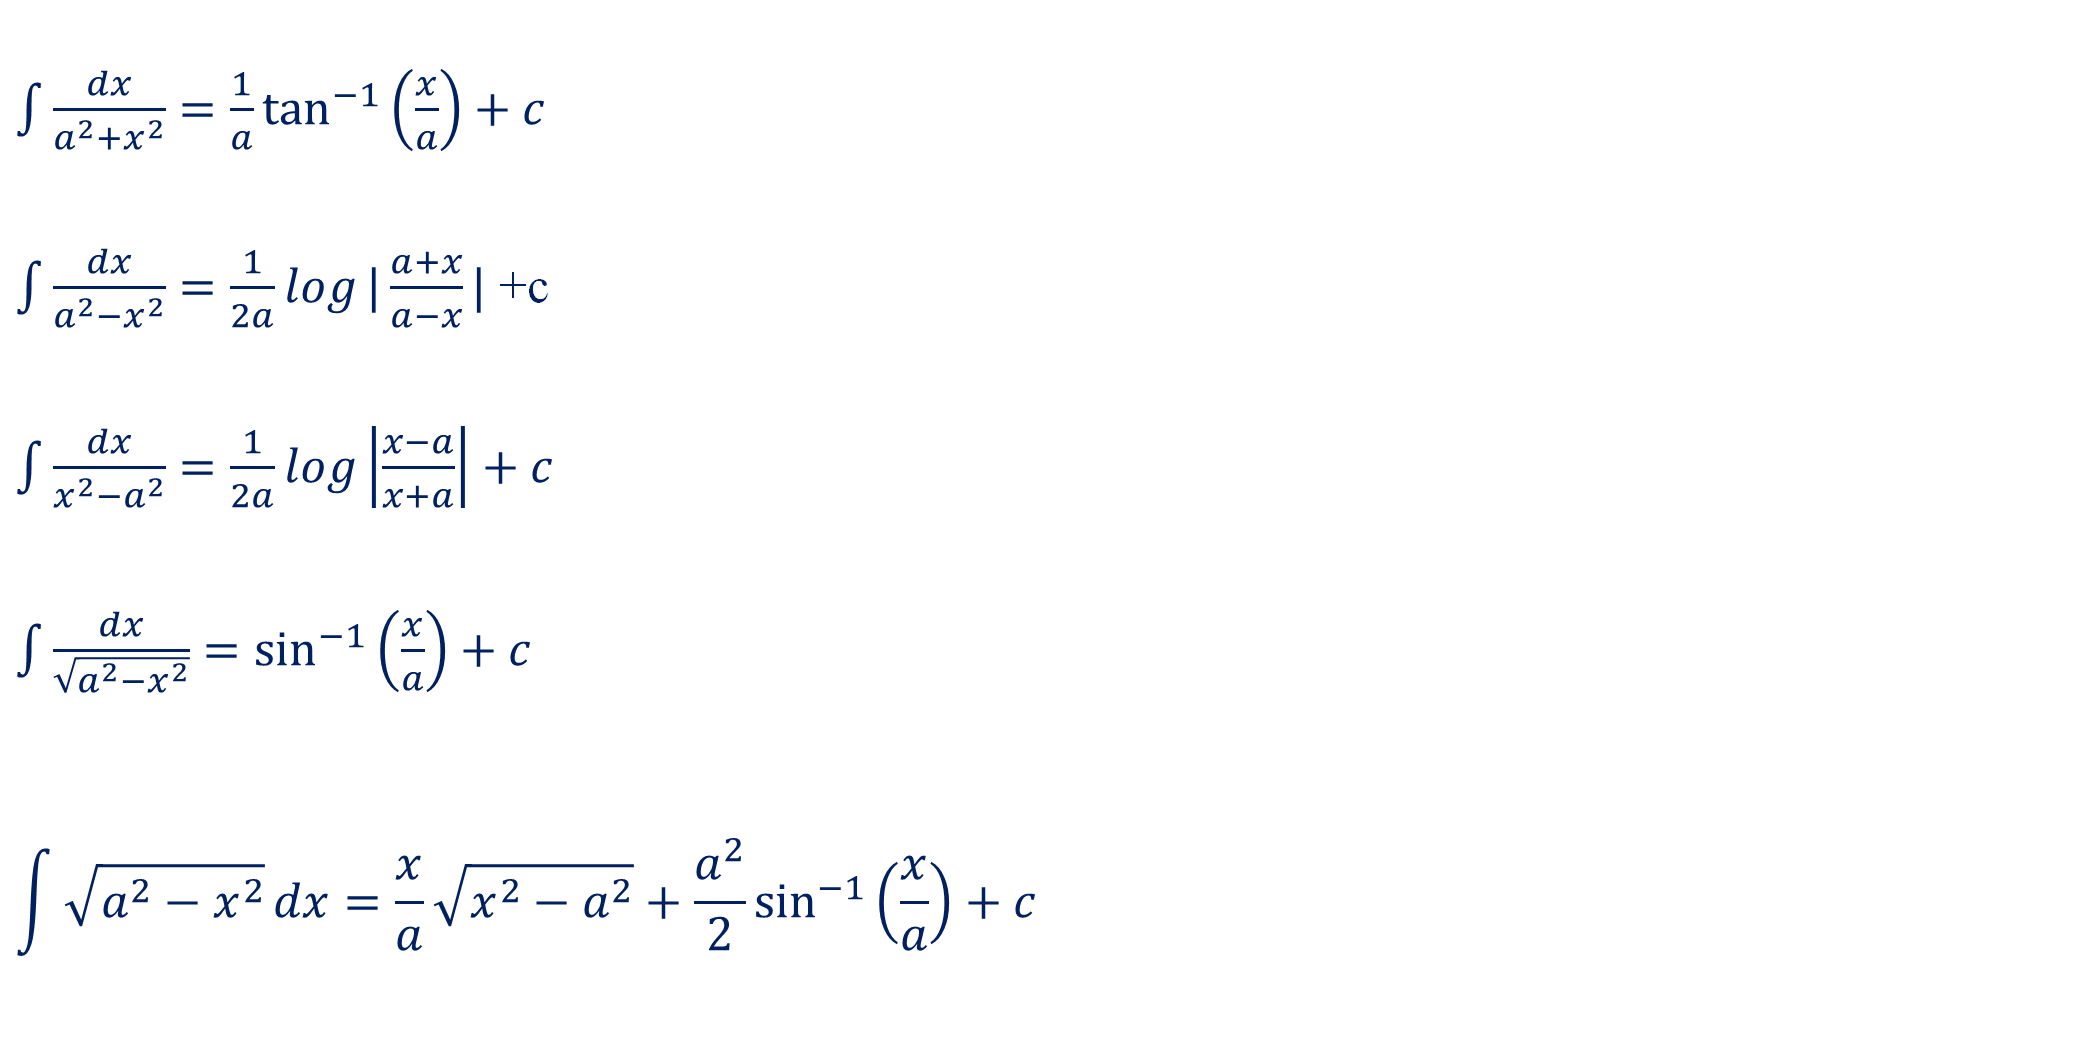 ∫ dx/(a²+x²) = 1/a tan⁻¹(x/a) + c
∫ dx/(a²−x²) = 1/(2a) log |(a+x)/(a−x)| +c
∫ dx/(x²−a²) = 1/(2a) log |(x−a)/(x+a)| + c
∫ dx/√(a²−x²) = sin⁻¹(x/a) + c
∫ √(a² − x²) dx = x/a √(x² − a²) + a²/2 sin⁻¹(x/a) + c